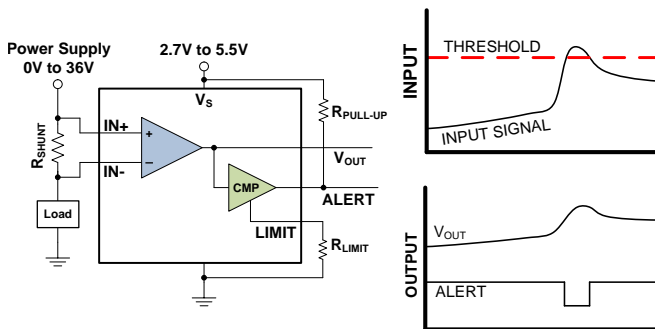 Power Supply
0V to 36V
2.7V to 5.5V
VS
RPULL-UP
RSHUNT
IN+
+
IN-
−
VOUT
CMP
ALERT
Load
LIMIT
RLIMIT
INPUT
THRESHOLD
INPUT SIGNAL
OUTPUT
VOUT
ALERT